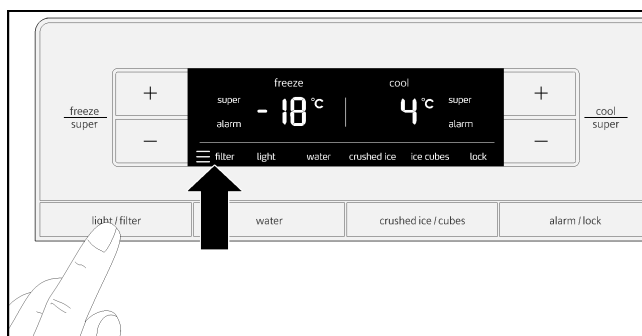 freeze cool
super super
- 18 °C 4 °C
alarm alarm
filter light water crushed ice ice cubes lock
+ +
freeze
super
cool
super
– –
light / filter water crushed ice / cubes alarm / lock